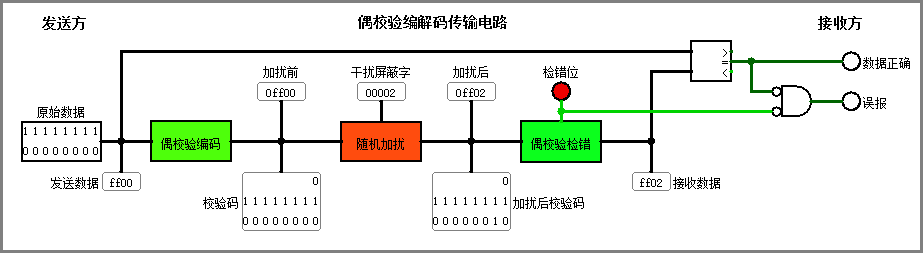 发送方
偶校验编解码传输电路
接收方
加扰前
干扰屏蔽字
加扰后
检错位
0ff00
00002
0ff02
>
=
<
数据正确
误报
原始数据
1 1 1 1 1 1 1 1
0 0 0 0 0 0 0 0
偶校验编码
随机加扰
偶校验检错
发送数据
ff00
校验码
0
1 1 1 1 1 1 1 1
0 0 0 0 0 0 0 0
0
1 1 1 1 1 1 1 1
0 0 0 0 0 0 1 0
加扰后校验码
ff02
接收数据